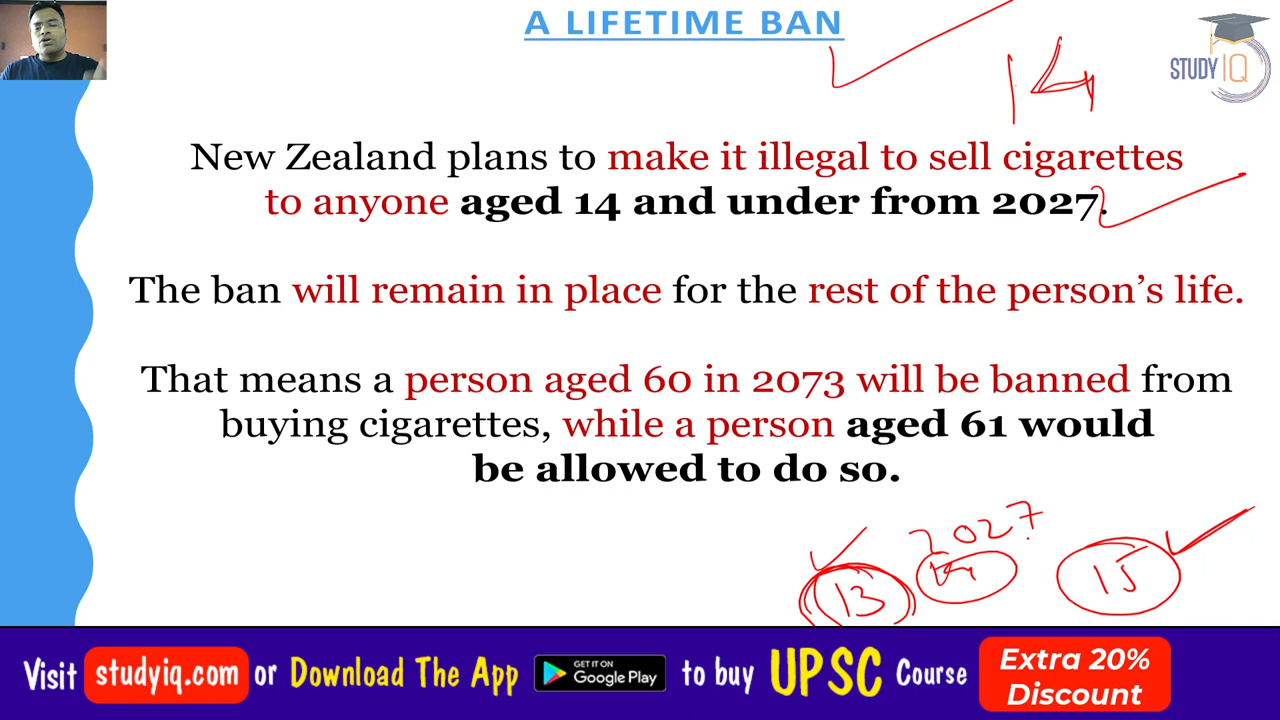 A LIFETIME BAN
14
STUDY IQ
New Zealand plans to make it illegal to sell cigarettes
to anyone aged 14 and under from 2027.
The ban will remain in place for the rest of the person’s life.
That means a person aged 60 in 2073 will be banned from
buying cigarettes, while a person aged 61 would
be allowed to do so.
2027
13 14 15
Visit studyiq.com or Download The App GET IT ON Google Play to buy UPSC Course Extra 20% Discount